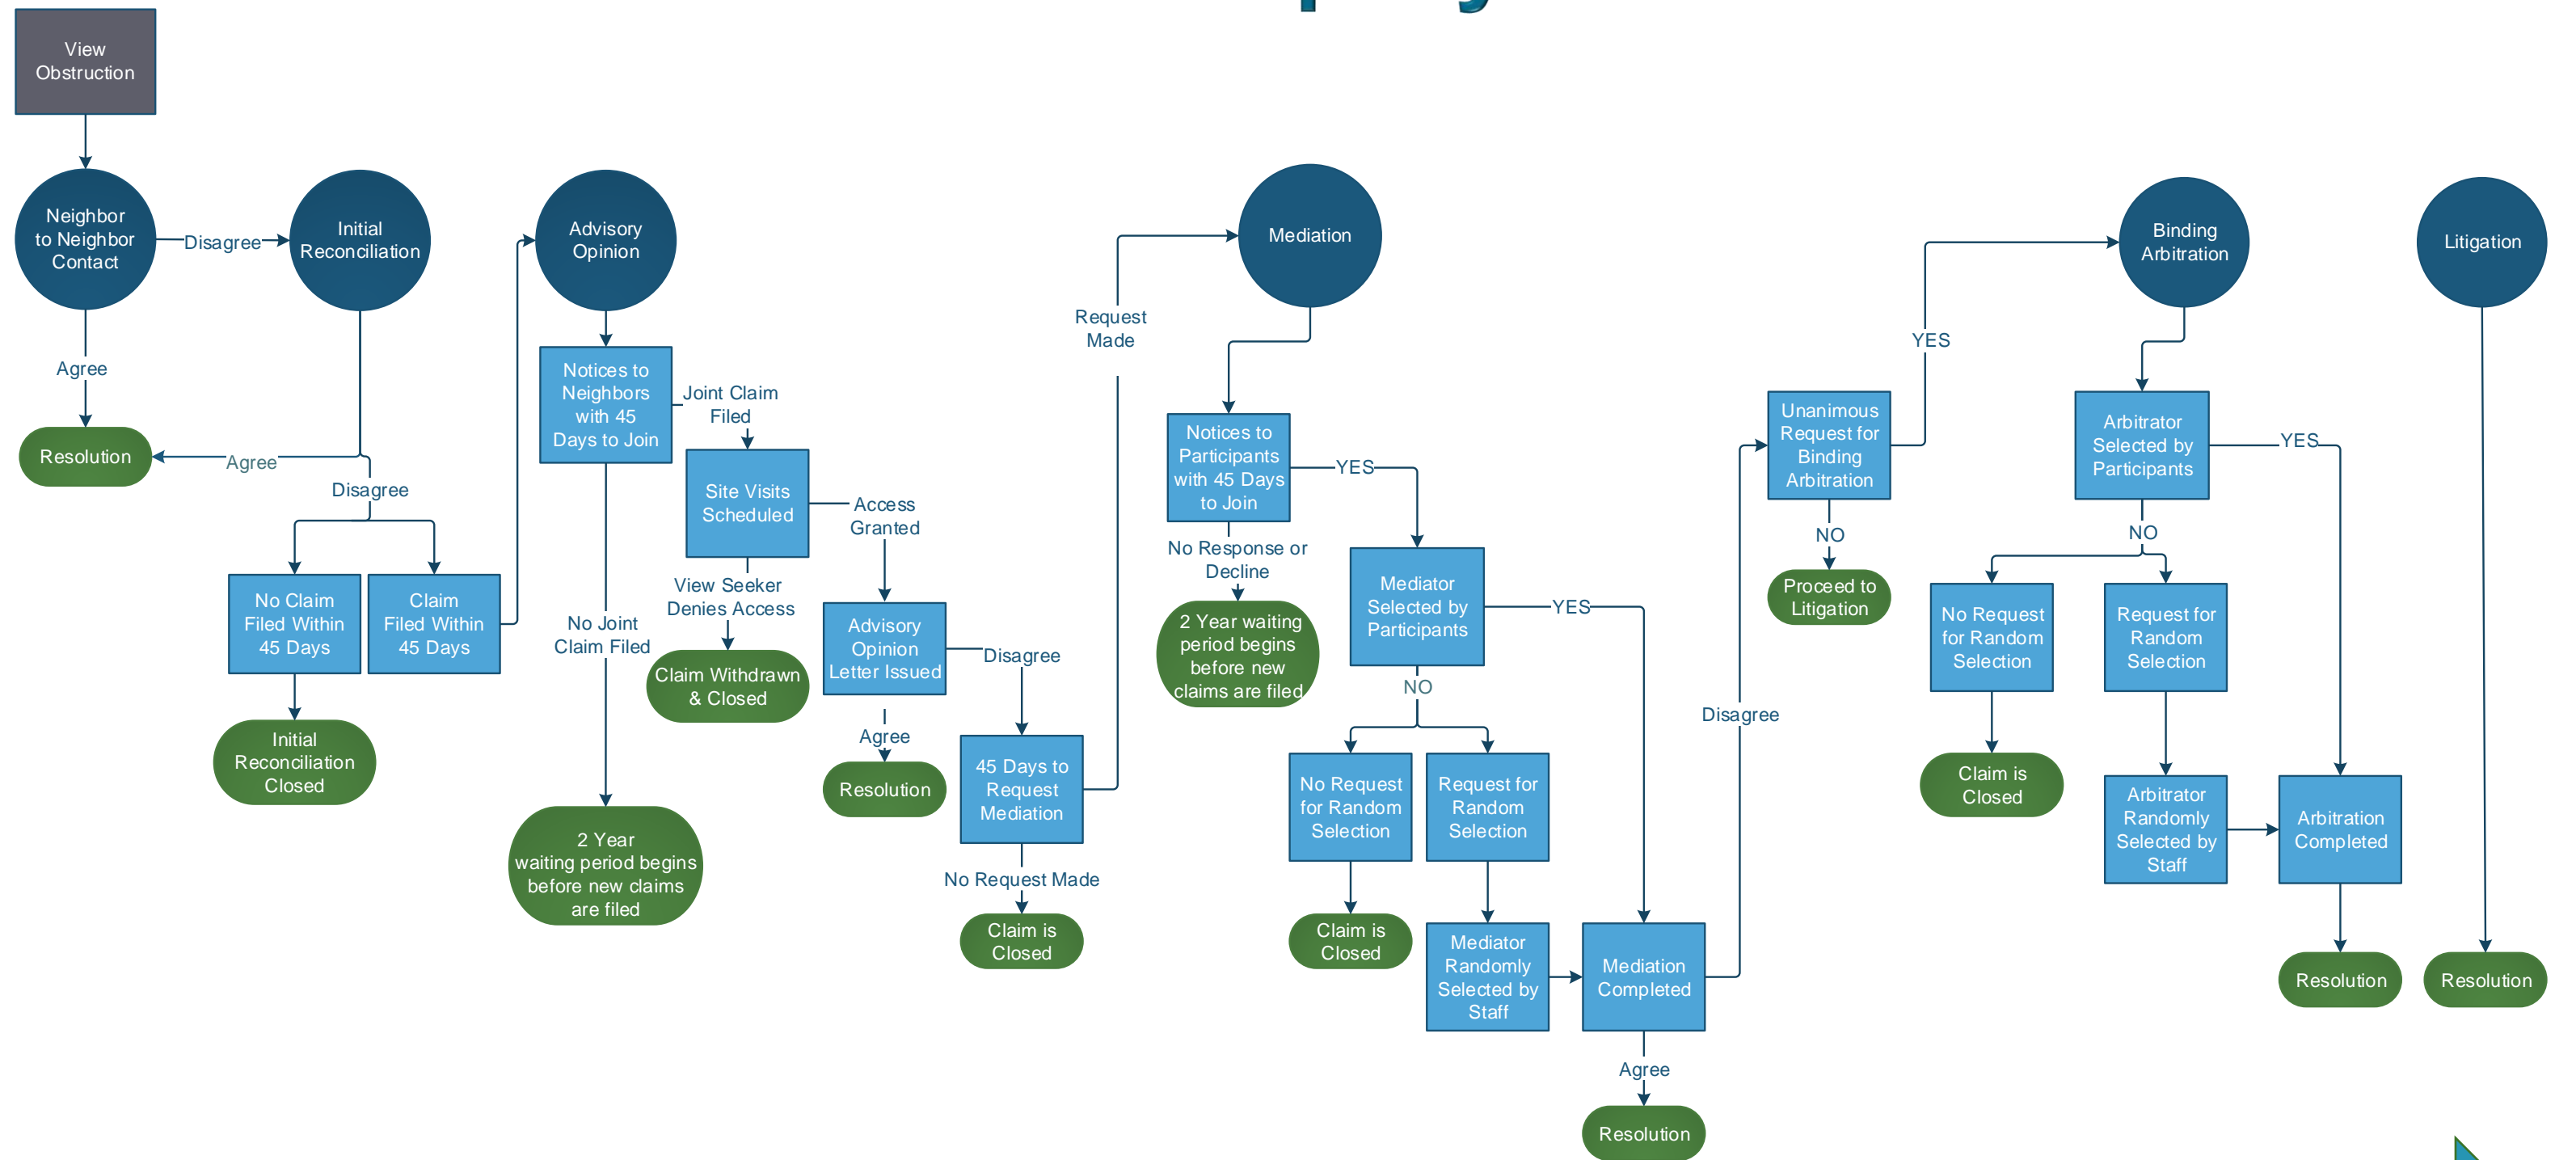 View
Obstruction
Neighbor
to Neighbor
Contact
Disagree
Initial
Reconciliation
Agree
Resolution
Agree
Disagree
No Claim
Filed Within
45 Days
Claim
Filed Within
45 Days
Initial
Reconciliation
Closed
Advisory
Opinion
Notices to
Neighbors
with 45
Days to Join
Joint Claim
Filed
No Joint
Claim Filed
2 Year
waiting period begins
before new claims
are filed
Site Visits
Scheduled
Access
Granted
View Seeker
Denies Access
Claim Withdrawn
& Closed
Advisory
Opinion
Letter Issued
Disagree
Agree
Resolution
45 Days to
Request
Mediation
No Request Made
Claim is
Closed
Request
Made
Mediation
Notices to
Participants
with 45 Days
to Join
YES
No Response or
Decline
2 Year waiting
period begins
before new
claims are filed
Mediator
Selected by
Participants
YES
NO
No Request
for Random
Selection
Request for
Random
Selection
Claim is
Closed
Mediator
Randomly
Selected by
Staff
Mediation
Completed
Agree
Resolution
Disagree
Unanimous
Request for
Binding
Arbitration
YES
NO
Proceed to
Litigation
Binding
Arbitration
Arbitrator
Selected by
Participants
YES
NO
No Request
for Random
Selection
Request for
Random
Selection
Claim is
Closed
Arbitrator
Randomly
Selected by
Staff
Arbitration
Completed
Resolution
Litigation
Resolution